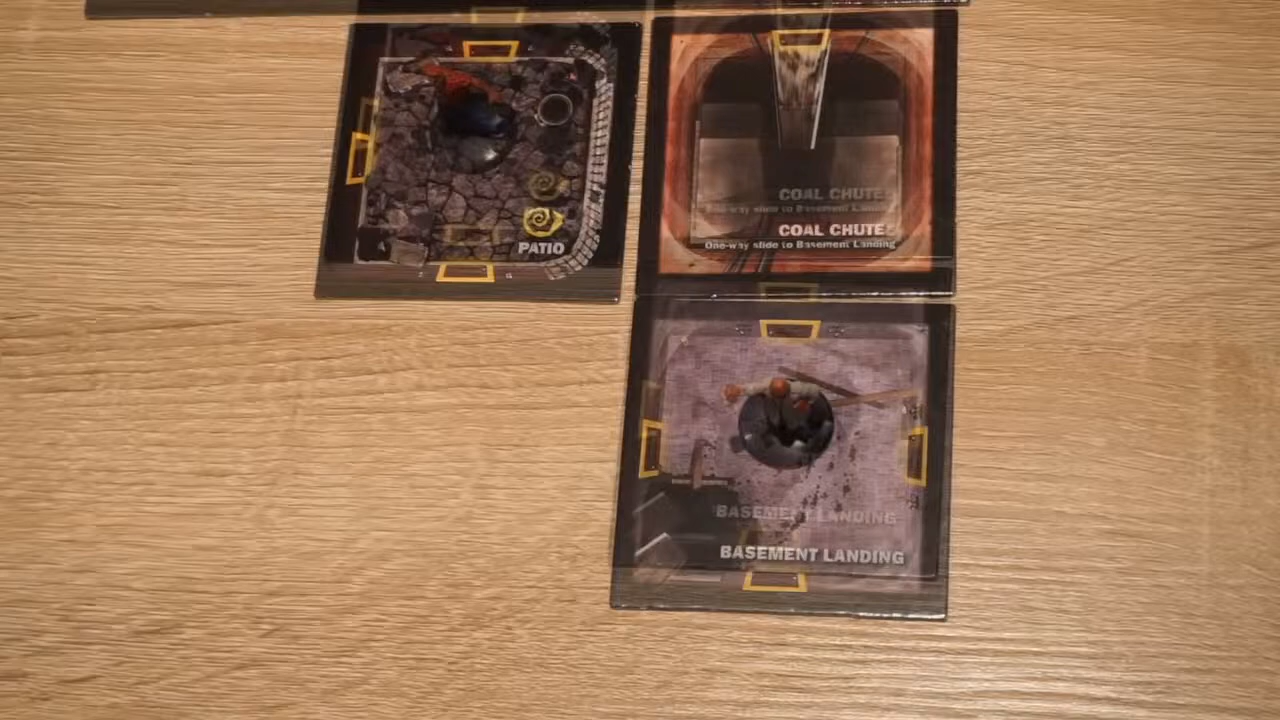 PATIO
COAL CHUTE
One-way slide to Basement Landing
COAL CHUTE
One-way slide to Basement Landing
BASEMENT LANDING
BASEMENT LANDING